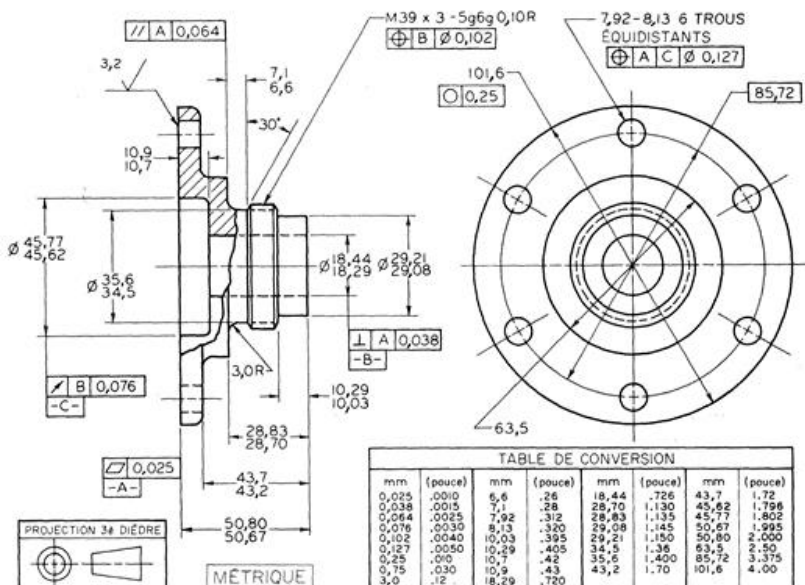 // A 0,064
M39 x 3 -5g6g 0,10R
⌖ B Ø 0,102
7,92-8,13 6 TROUS
ÉQUIDISTANTS
⌖ A C Ø 0,127
3,2
7,1
6,6
101,6
○ 0,25
85,72
30°
10,9
10,7
Ø 45,77
45,62
Ø 35,6
34,5
Ø 18,44
18,29
Ø 29,21
29,08
⊥ A 0,038
-B-
↗ B 0,076
-C-
3,0R
10,29
10,03
63,5
28,83
28,70
⏥ 0,025
-A-
43,7
43,2
50,80
50,67
PROJECTION 3è DIÈDRE
MÉTRIQUE
TABLE DE CONVERSION
mm (pouce) mm (pouce) mm (pouce) mm (pouce)
0,025 .0010 6,6 .26 18,44 .726 43,7 1.72
0,038 .0015 7,1 .28 28,70 1.130 45,62 1.796
0,064 .0025 7,92 .312 28,83 1.135 45,77 1.802
0,076 .0030 8,13 .320 29,08 1.145 50,67 1.995
0,102 .0040 10,03 .395 29,21 1.150 50,80 2.000
0,127 .0050 10,29 .405 34,5 1.36 63,5 2.50
0,25 .010 10,7 .42 35,6 1.400 85,72 3.375
0,75 .030 10,9 .43 43,2 1.70 101,6 4.00
3,0 .12 18,29 .720